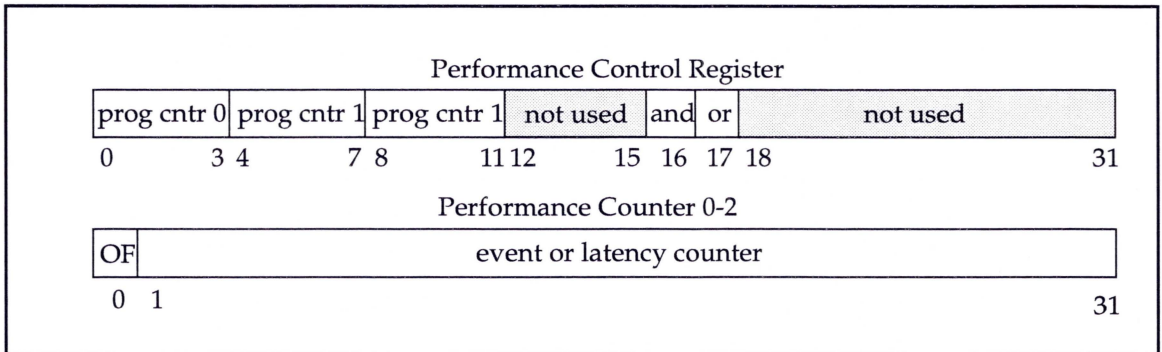 Performance Control Register
prog cntr 0 prog cntr 1 prog cntr 1 not used and or not used
0 3 4 7 8 11 12 15 16 17 18 31
Performance Counter 0-2
OF event or latency counter
0 1 31